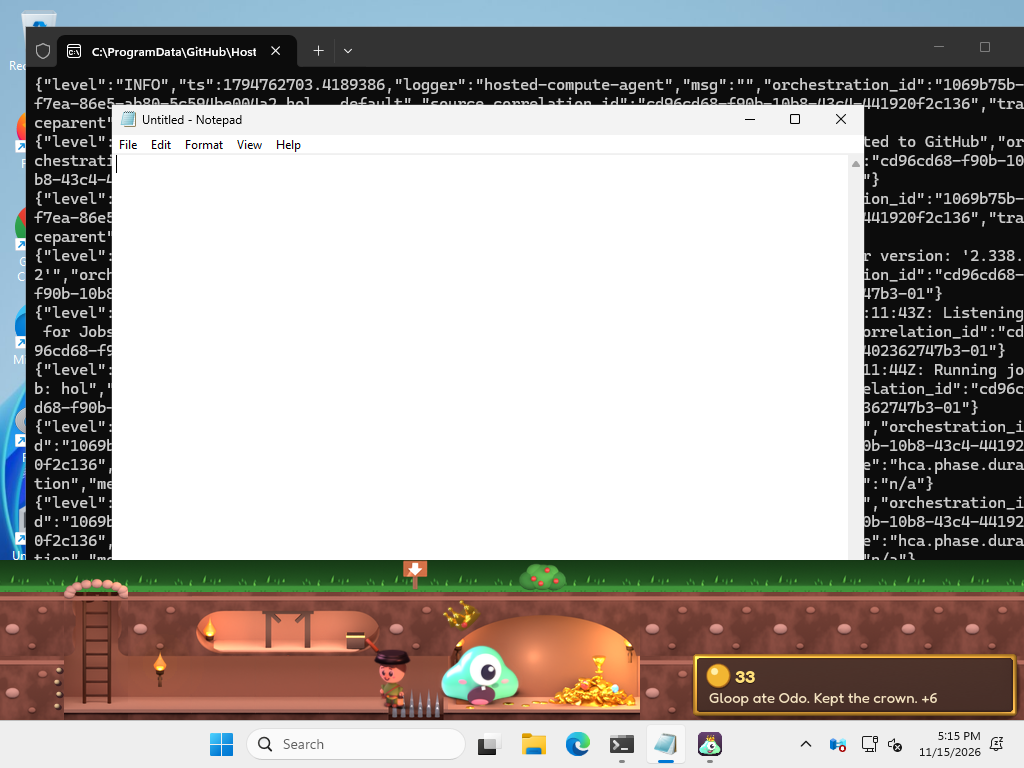 C:\ProgramData\GitHub\Host
{"level":"INFO","ts":1794762703.4189386,"logger":"hosted-compute-agent","msg":"","orchestration_id":"1069b75b-
Untitled - Notepad
File Edit Format View Help
ceparent"
{"level":
ted to GitHub","or
chestrati
:"cd96cd68-f90b-10
b8-43c4-4
"}
{"level":
estration_id":"1069b75b-
f7ea-86e5
441920f2c136","tra
ceparent"
{"level":
r version: '2.338.
2'","orch
ion_id":"cd96cd68-
f90b-10b8
47b3-01"}
{"level":
:11:43Z: Listening
for Jobs
orrelation_id":"cd
96cd68-f9
402362747b3-01"}
{"level":
11:44Z: Running jo
b: hol","
elation_id":"cd96c
d68-f90b-
362747b3-01"}
{"level":
","orchestration_i
d":"1069b
0b-10b8-43c4-44192
0f2c136",
e":"hca.phase.dura
tion","me
:"n/a"}
{"level":
","orchestration_i
d":"1069b
0b-10b8-43c4-44192
0f2c136",
e":"hca.phase.dura
33
Gloop ate Odo. Kept the crown. +6
Search
5:15 PM
11/15/2026